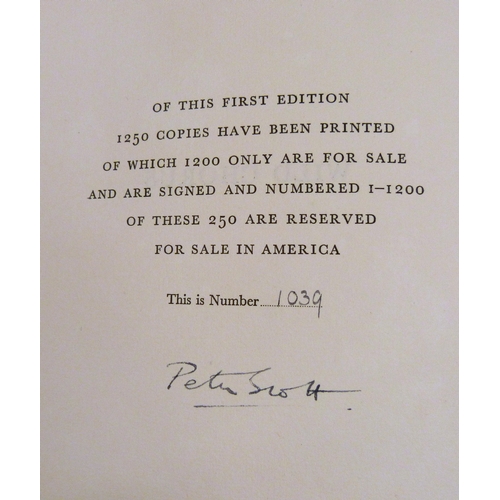 OF THIS FIRST EDITION
1250 COPIES HAVE BEEN PRINTED
OF WHICH 1200 ONLY ARE FOR SALE
AND ARE SIGNED AND NUMBERED 1–1200
OF THESE 250 ARE RESERVED
FOR SALE IN AMERICA
This is Number 1039
Peter Scott